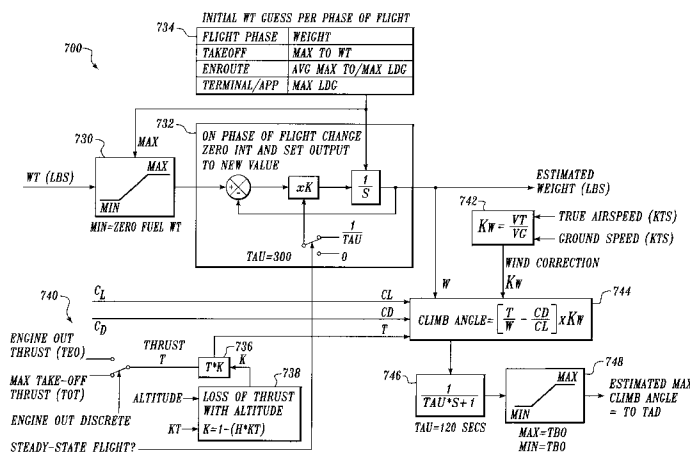 INITIAL WT GUESS PER PHASE OF FLIGHT
734
FLIGHT PHASE WEIGHT
TAKEOFF MAX TO WT
ENROUTE AVG MAX TO/MAX LDG
TERMINAL/APP MAX LDG
700
730
MAX
732
ON PHASE OF FLIGHT CHANGE
ZERO INT AND SET OUTPUT
TO NEW VALUE
WT (LBS)
MAX
MIN
MIN=ZERO FUEL WT
+
-
xK
1/S
ESTIMATED
WEIGHT (LBS)
1/TAU
TAU=300
0
742
KW = VT/VG
TRUE AIRSPEED (KTS)
GROUND SPEED (KTS)
WIND CORRECTION
W
KW
740
CL
CL
CD
CD
T
744
CLIMB ANGLE=[T/W - CD/CL]xKW
ENGINE OUT
THRUST (TEO)
THRUST
T
T*K
736
K
738
MAX TAKE-OFF
THRUST (TOT)
ENGINE OUT DISCRETE
ALTITUDE
LOSS OF THRUST
WITH ALTITUDE
KT
K=1-(H*KT)
STEADY-STATE FLIGHT?
746
1/TAU*S+1
TAU=120 SECS
748
MAX
MIN
MAX=TBO
MIN=TBO
ESTIMATED MAX
CLIMB ANGLE
= TO TAD